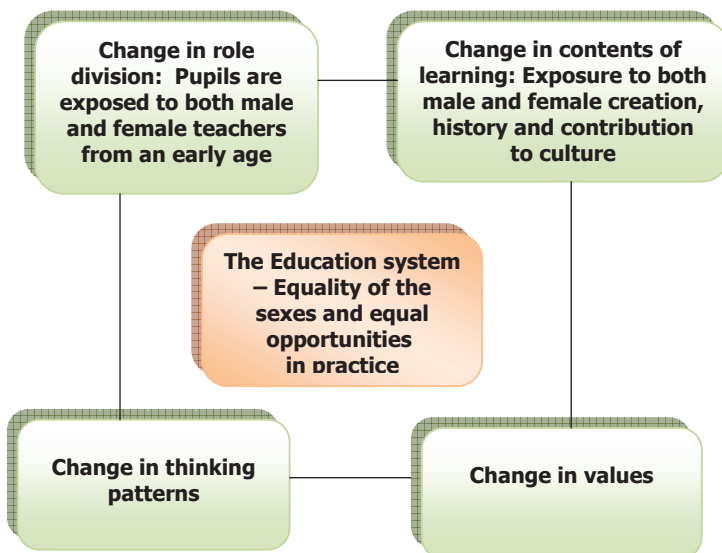 Change in role
division: Pupils are
exposed to both male
and female teachers
from an early age
Change in contents of
learning: Exposure to both
male and female creation,
history and contribution
to culture
The Education system
– Equality of the
sexes and equal
opportunities
in practice
Change in thinking
patterns
Change in values